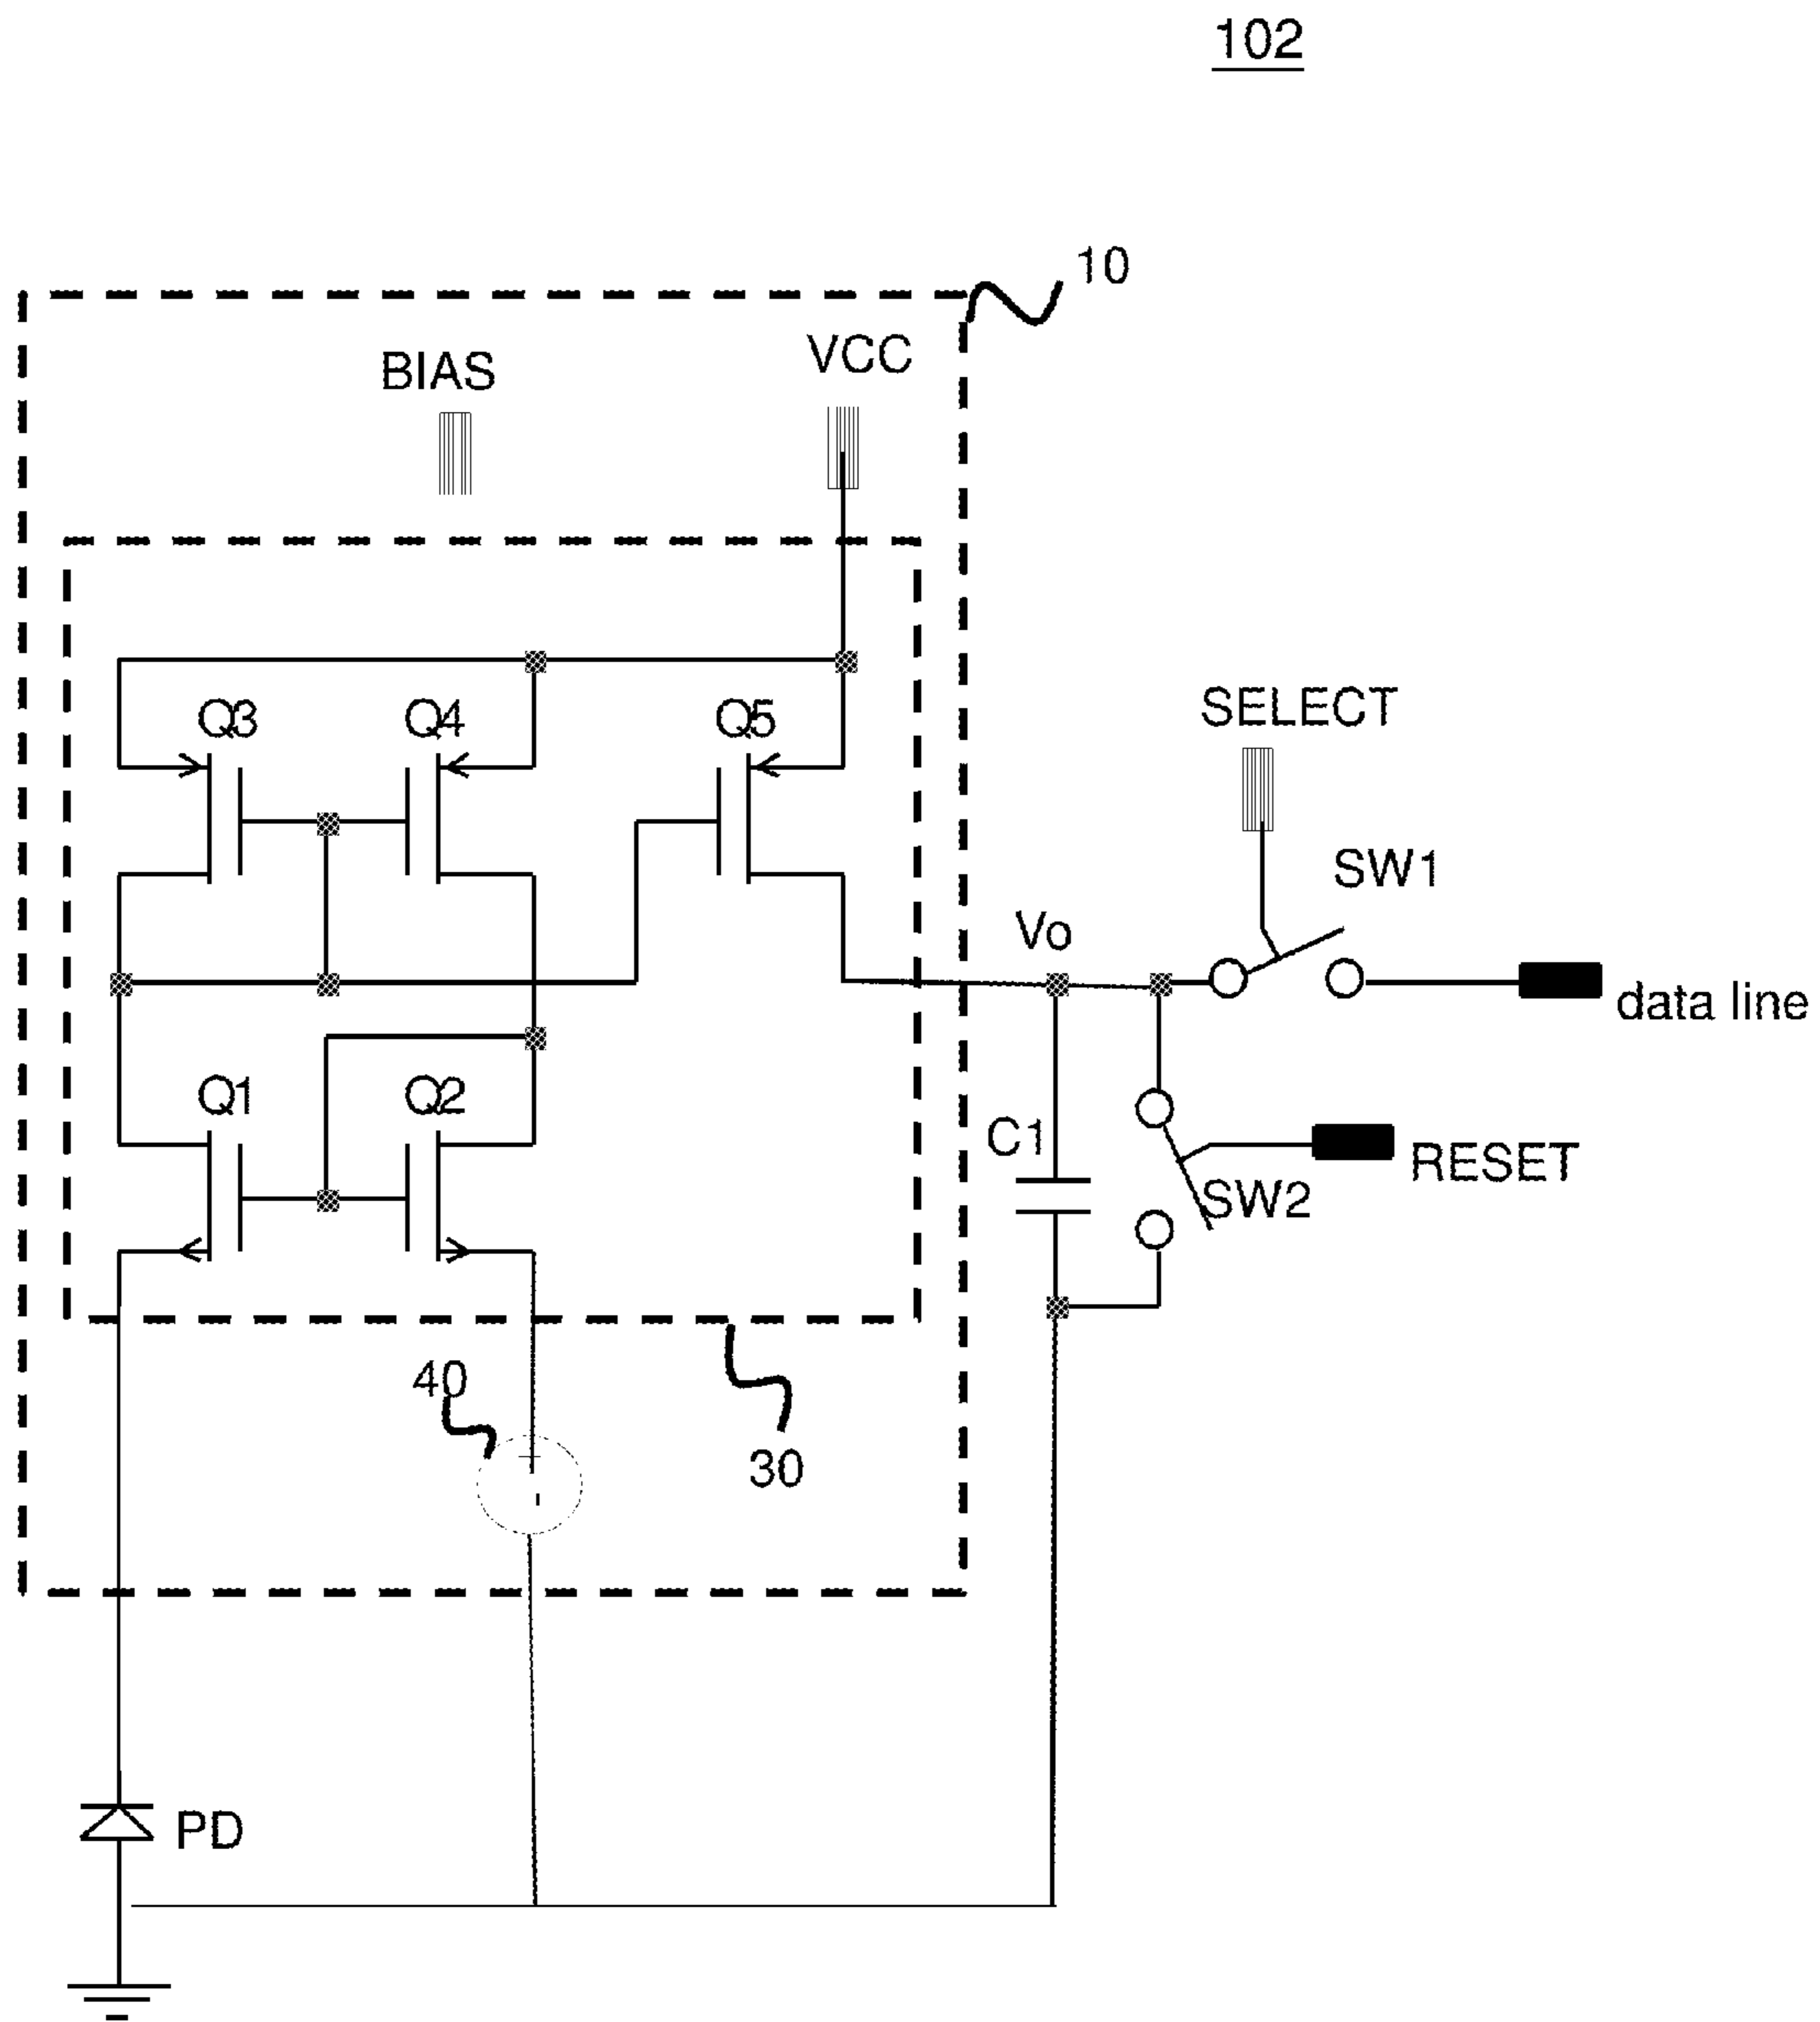 102
10
BIAS
VCC
Q3
Q4
Q5
SELECT
SW1
Vo
data line
Q1
Q2
C1
RESET
SW2
40
30
PD